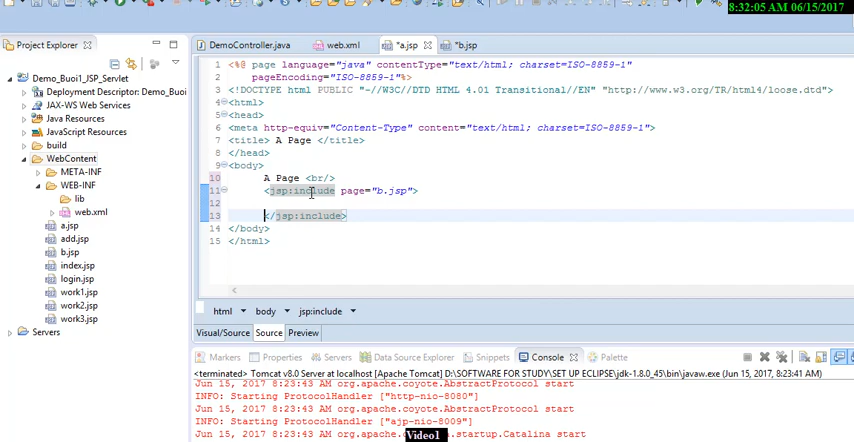 8:32:05 AM 06/15/2017
Project Explorer
DemoController.java
web.xml
*a.jsp
*b.jsp
Demo_Buoi1_JSP_Servlet
Deployment Descriptor: Demo_Buoi
JAX-WS Web Services
Java Resources
JavaScript Resources
build
WebContent
META-INF
WEB-INF
lib
web.xml
a.jsp
add.jsp
b.jsp
index.jsp
login.jsp
work1.jsp
work2.jsp
work3.jsp
Servers
1 <%@ page language="java" contentType="text/html; charset=ISO-8859-1"
2 pageEncoding="ISO-8859-1"%>
3 <!DOCTYPE html PUBLIC "-//W3C//DTD HTML 4.01 Transitional//EN" "http://www.w3.org/TR/html4/loose.dtd">
4 <html>
5 <head>
6 <meta http-equiv="Content-Type" content="text/html; charset=ISO-8859-1">
7 <title> A Page </title>
8 </head>
9 <body>
10 A Page <br/>
11 <jsp:include page="b.jsp">
12
13 </jsp:include>
14 </body>
15 </html>
html body jsp:include
Visual/Source Source Preview
Markers Properties Servers Data Source Explorer Snippets Console Palette
<terminated> Tomcat v8.0 Server at localhost [Apache Tomcat] D:\SOFTWARE FOR STUDY\SET UP ECLIPSE\jdk-1.8.0_45\bin\javaw.exe (Jun 15, 2017, 8:23:41 AM)
Jun 15, 2017 8:23:43 AM org.apache.coyote.AbstractProtocol start
INFO: Starting ProtocolHandler ["http-nio-8080"]
Jun 15, 2017 8:23:43 AM org.apache.coyote.AbstractProtocol start
INFO: Starting ProtocolHandler ["ajp-nio-8009"]
Jun 15, 2017 8:23:43 AM .startup.Catalina start
Video1